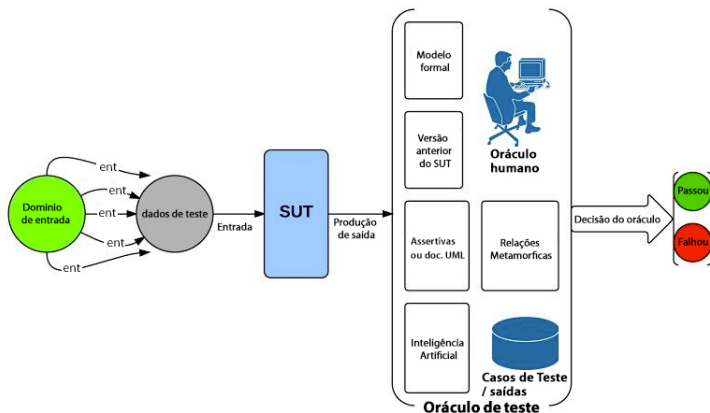 Domínio
de entrada
ent
ent
ent
ent
ent
dados de teste
Entrada
SUT
Produção
de saída
Modelo
formal
Oráculo
humano
Versão
anterior
do SUT
Assertivas
ou doc. UML
Relações
Metamorficas
Inteligência
Artificial
Casos de Teste
/ saídas
Oráculo de teste
Decisão do oráculo
Passou
Falhou